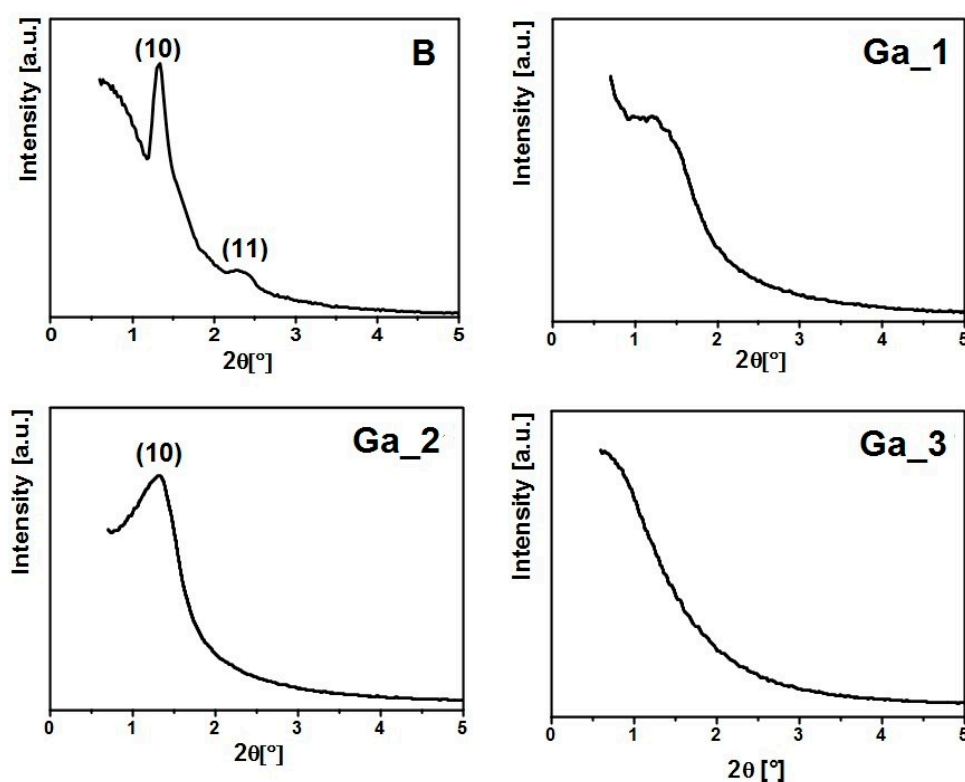 B
(10)
(11)
Intensity [a.u.]
0 1 2 3 4 5
2θ[°]
Ga_1
Intensity [a.u.]
0 1 2 3 4 5
2θ[°]
Ga_2
(10)
Intensity [a.u.]
0 1 2 3 4 5
2θ[°]
Ga_3
Intensity [a.u.]
0 1 2 3 4 5
2θ [°]